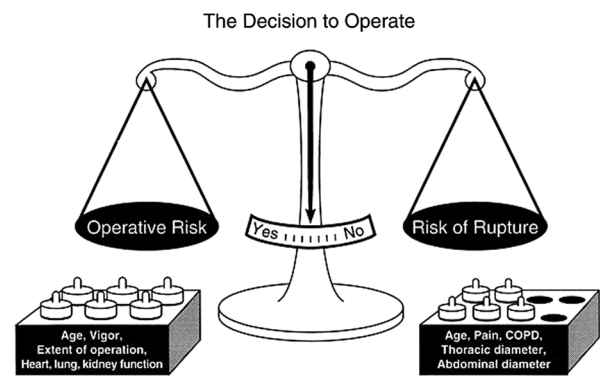 The Decision to Operate
Operative Risk
Yes
No
Risk of Rupture
Age, Vigor,
Extent of operation,
Heart, lung, kidney function
Age, Pain, COPD,
Thoracic diameter,
Abdominal diameter